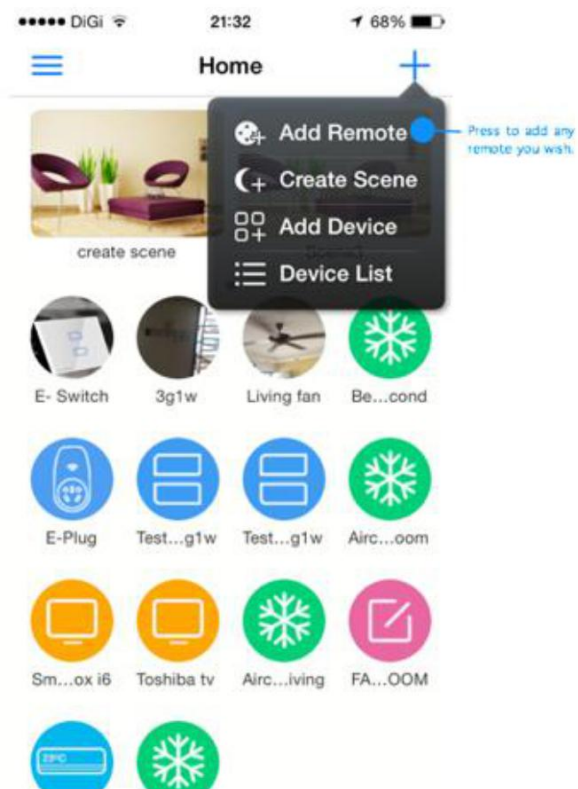 DiGi 21:32 68%
Home
Add Remote
Press to add any
remote you wish.
Create Scene
Add Device
Device List
create scene
E- Switch 3g1w Living fan Be...cond
E-Plug Test...g1w Test...g1w Airc...oom
Sm...ox i6 Toshiba tv Airc...iving FA...OOM